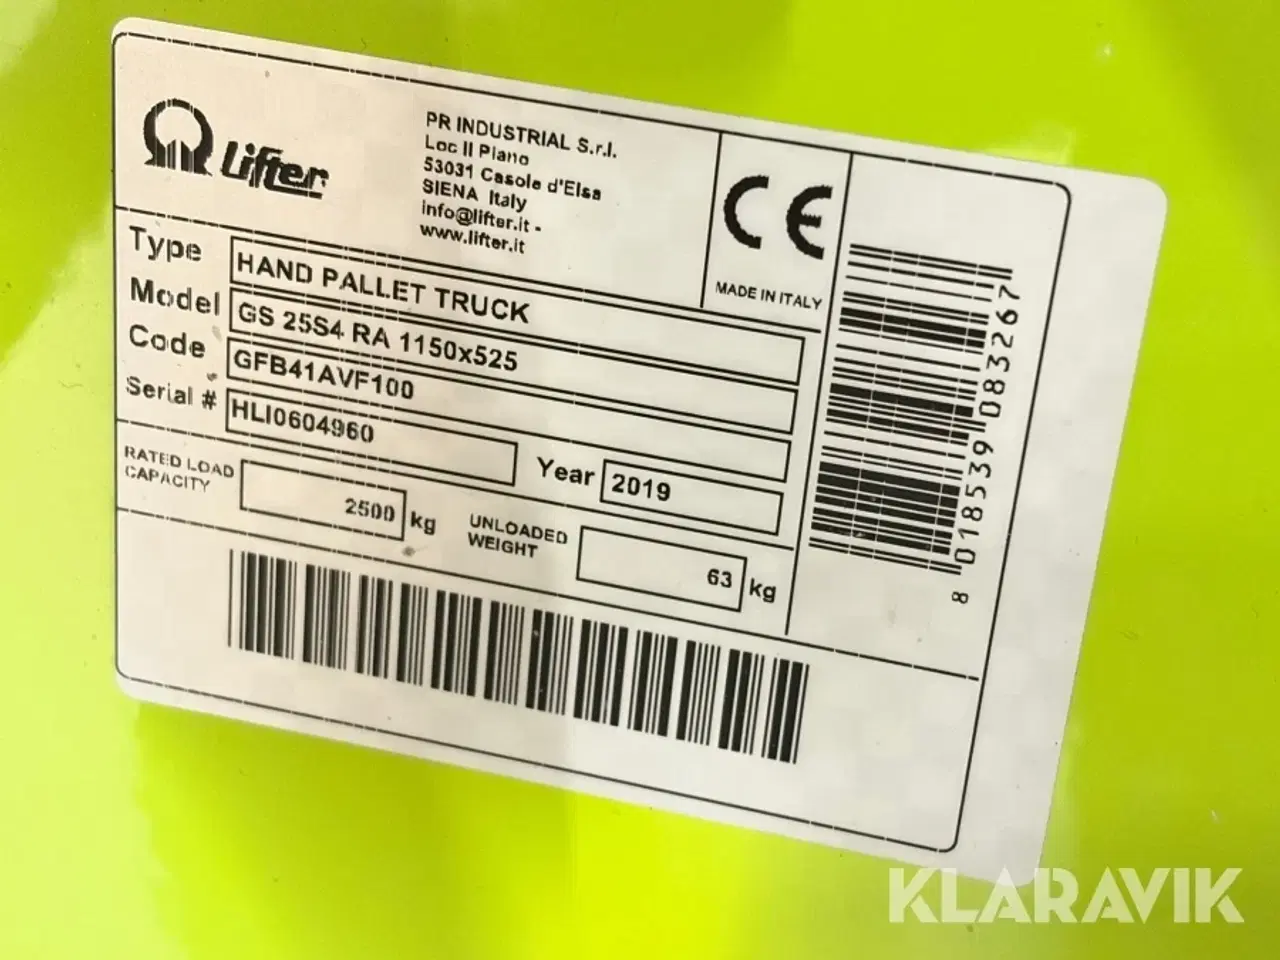 Lifter
PR INDUSTRIAL S.r.l.
Loc Il Piano
53031 Casole d'Elsa
SIENA Italy
info@lifter.it -
www.lifter.it
CE
MADE IN ITALY
Type HAND PALLET TRUCK
Model GS 25S4 RA 1150x525
Code GFB41AVF100
Serial # HLI0604960
Year 2019
RATED LOAD
CAPACITY 2500 kg
UNLOADED
WEIGHT 63 kg
8 018539 083267
KLARAVIK